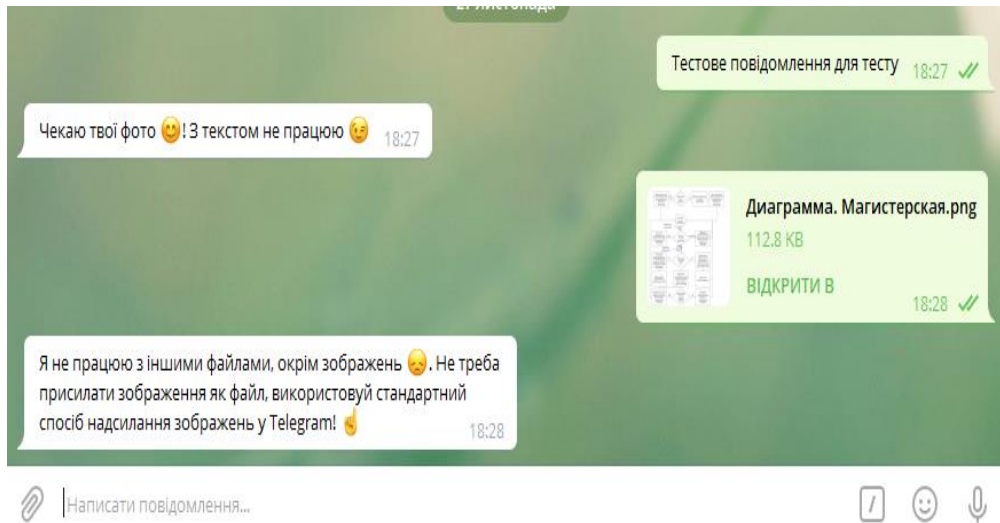 27 листопада
Тестове повідомлення для тесту 18:27
Чекаю твої фото 😊! З текстом не працюю 😉 18:27
Диаграмма. Магистерская.png
112.8 KB
ВІДКРИТИ В
18:28
Я не працюю з іншими файлами, окрім зображень 😞. Не треба
присилати зображення як файл, використовуй стандартний
спосіб надсилання зображень у Telegram! ☝
18:28
Написати повідомлення...